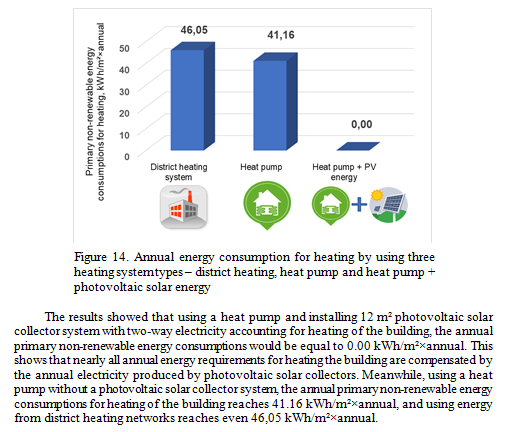 Primary non-renewable energy
consumptions for heating, kWh/m²×annual
50
40
30
20
10
0
46,05
41,16
0,00
District heating
system
Heat pump
Heat pump + PV
energy
Figure 14. Annual energy consumption for heating by using three
heating system types – district heating, heat pump and heat pump +
photovoltaic solar energy
The results showed that using a heat pump and installing 12 m² photovoltaic solar
collector system with two-way electricity accounting for heating of the building, the annual
primary non-renewable energy consumptions would be equal to 0.00 kWh/m²×annual. This
shows that nearly all annual energy requirements for heating the building are compensated by
the annual electricity produced by photovoltaic solar collectors. Meanwhile, using a heat
pump without a photovoltaic solar collector system, the annual primary non-renewable energy
consumptions for heating of the building reaches 41.16 kWh/m²×annual, and using energy
from district heating networks reaches even 46,05 kWh/m²×annual.